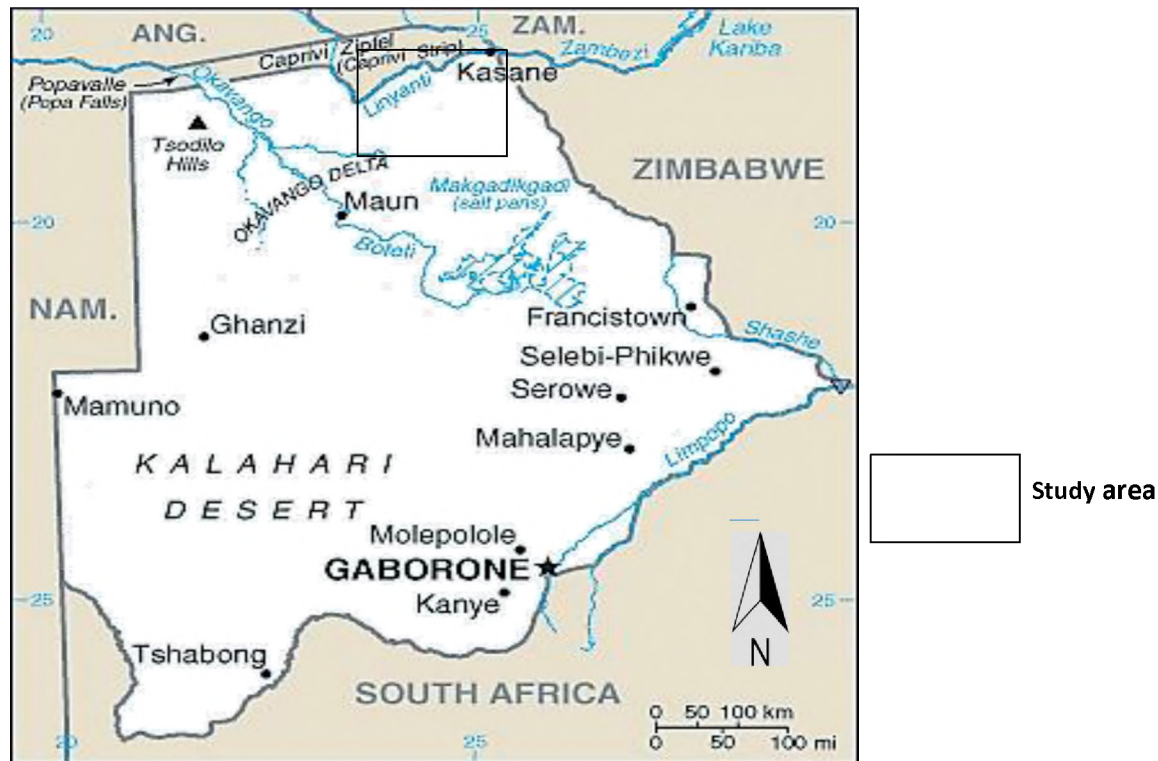 20
ANG.
25
ZAM.
Lake
Kariba
Zambezi
Caprivi Zipfel
(Caprivi Strip)
Kasane
Popavalle
(Popa Falls)
Okavango
Linyanti
Tsodilo
Hills
ZIMBABWE
OKAVANGO DELTA
Makgadikgadi
(salt pans)
Maun
20
20
Boteti
NAM.
Ghanzi
Francistown
Shashe
Selebi-Phikwe
Serowe
Mamuno
Mahalapye
Limpopo
KALAHARI
DESERT
Study area
Molepolole
GABORONE
Kanye
25
25
N
Tshabong
SOUTH AFRICA
0 50 100 km
0 50 100 mi
20
25